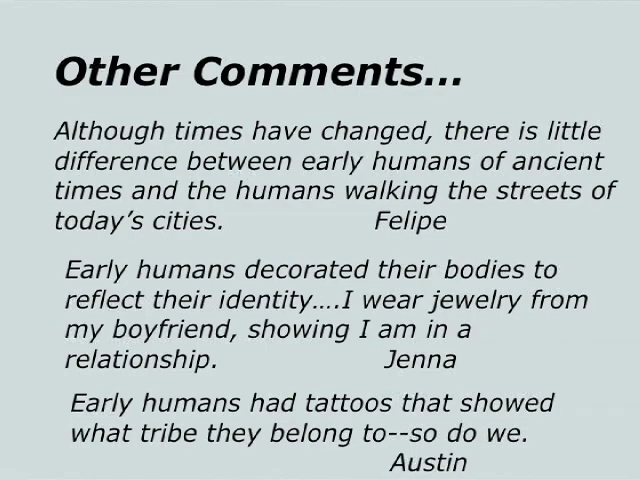 Other Comments...
Although times have changed, there is little
difference between early humans of ancient
times and the humans walking the streets of
today's cities. Felipe
Early humans decorated their bodies to
reflect their identity....I wear jewelry from
my boyfriend, showing I am in a
relationship. Jenna
Early humans had tattoos that showed
what tribe they belong to--so do we.
Austin